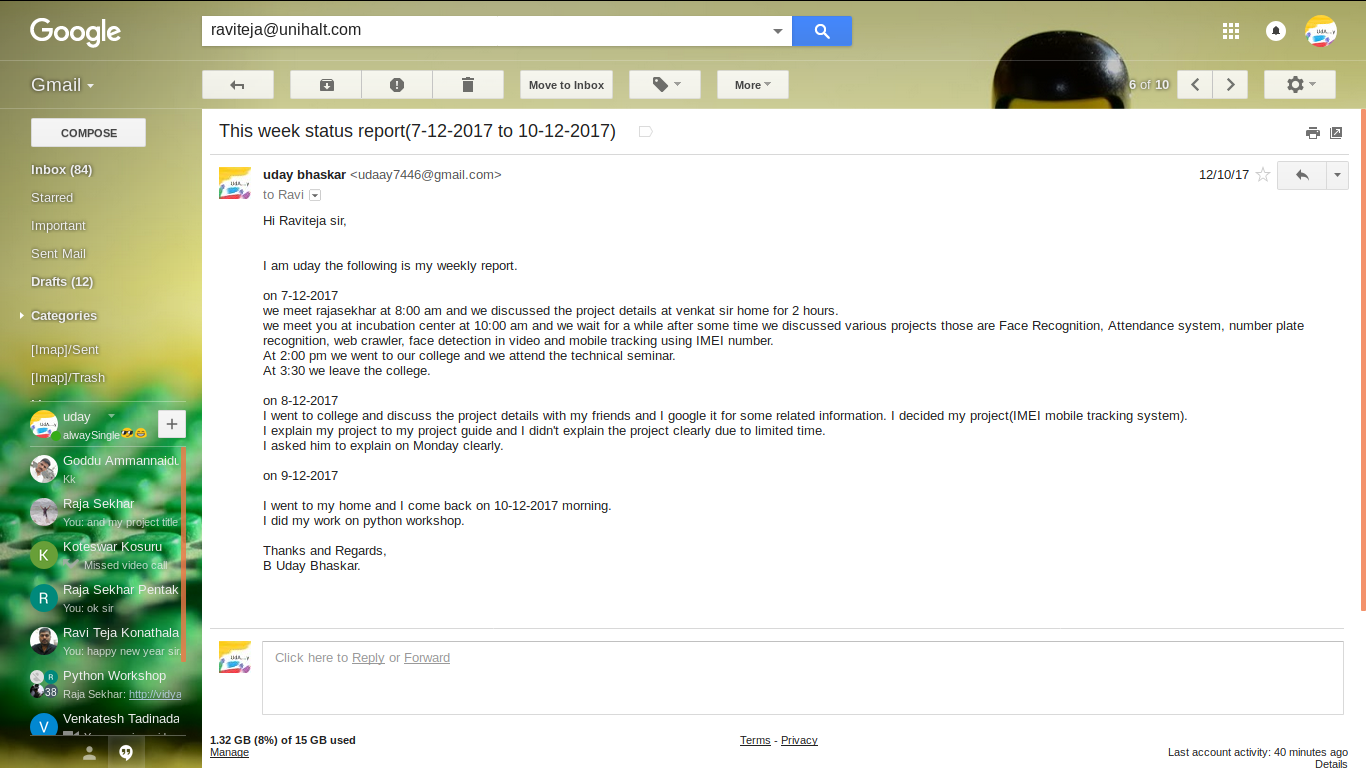 Google
raviteja@unihalt.com
Gmail
Move to Inbox
More
6 of 10
COMPOSE
Inbox (84)
Starred
Important
Sent Mail
Drafts (12)
Categories
[Imap]/Sent
[Imap]/Trash
uday
alwaySingle
Goddu Ammannaidu
Kk
Raja Sekhar
You: and my project title
K
Koteswar Kosuru
Missed video call
R
Raja Sekhar Pentak
You: ok sir
Ravi Teja Konathala
You: happy new year sir.
R
38
Python Workshop
Raja Sekhar: http://vidya
V
Venkatesh Tadinada
This week status report(7-12-2017 to 10-12-2017)
uday bhaskar <udaay7446@gmail.com>
12/10/17
to Ravi
Hi Raviteja sir,
I am uday the following is my weekly report.
on 7-12-2017
we meet rajasekhar at 8:00 am and we discussed the project details at venkat sir home for 2 hours.
we meet you at incubation center at 10:00 am and we wait for a while after some time we discussed various projects those are Face Recognition, Attendance system, number plate
recognition, web crawler, face detection in video and mobile tracking using IMEI number.
At 2:00 pm we went to our college and we attend the technical seminar.
At 3:30 we leave the college.
on 8-12-2017
I went to college and discuss the project details with my friends and I google it for some related information. I decided my project(IMEI mobile tracking system).
I explain my project to my project guide and I didn't explain the project clearly due to limited time.
I asked him to explain on Monday clearly.
on 9-12-2017
I went to my home and I come back on 10-12-2017 morning.
I did my work on python workshop.
Thanks and Regards,
B Uday Bhaskar.
Click here to Reply or Forward
1.32 GB (8%) of 15 GB used
Manage
Terms - Privacy
Last account activity: 40 minutes ago
Details